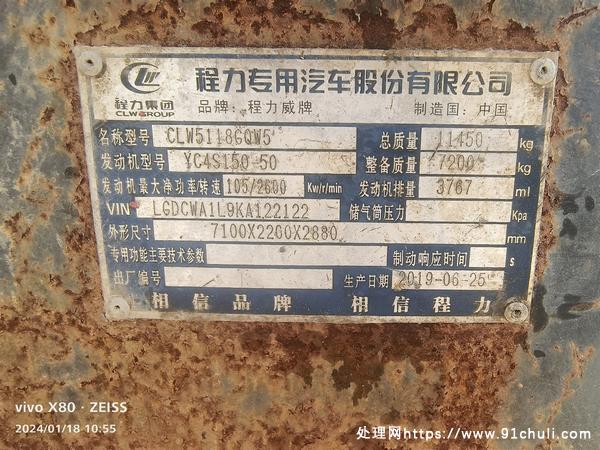 程力专用汽车股份有限公司
程力集团
CLWGROUP
品牌：程力威牌 制造国：中国
名称型号 CLW5118GQW5 总质量 11450 kg
发动机型号 YC4S150-50 整备质量 7200 kg
发动机最大净功率/转速 105/2600 Kw/r/min 发动机排量 3767 ml
VIN LGDCWA1L9KA122122 储气筒压力 Kpa
外形尺寸 7100X2200X2880 mm
专用功能主要技术参数 制动响应时间 s
出厂编号 生产日期 2019-06-25
相信品牌 相信程力
vivo X80 · ZEISS
2024/01/18 10:55
处理网https://www.91chuli.com/